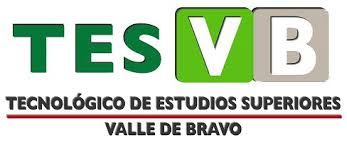 TESVB
TECNOLÓGICO DE ESTUDIOS SUPERIORES
VALLE DE BRAVO